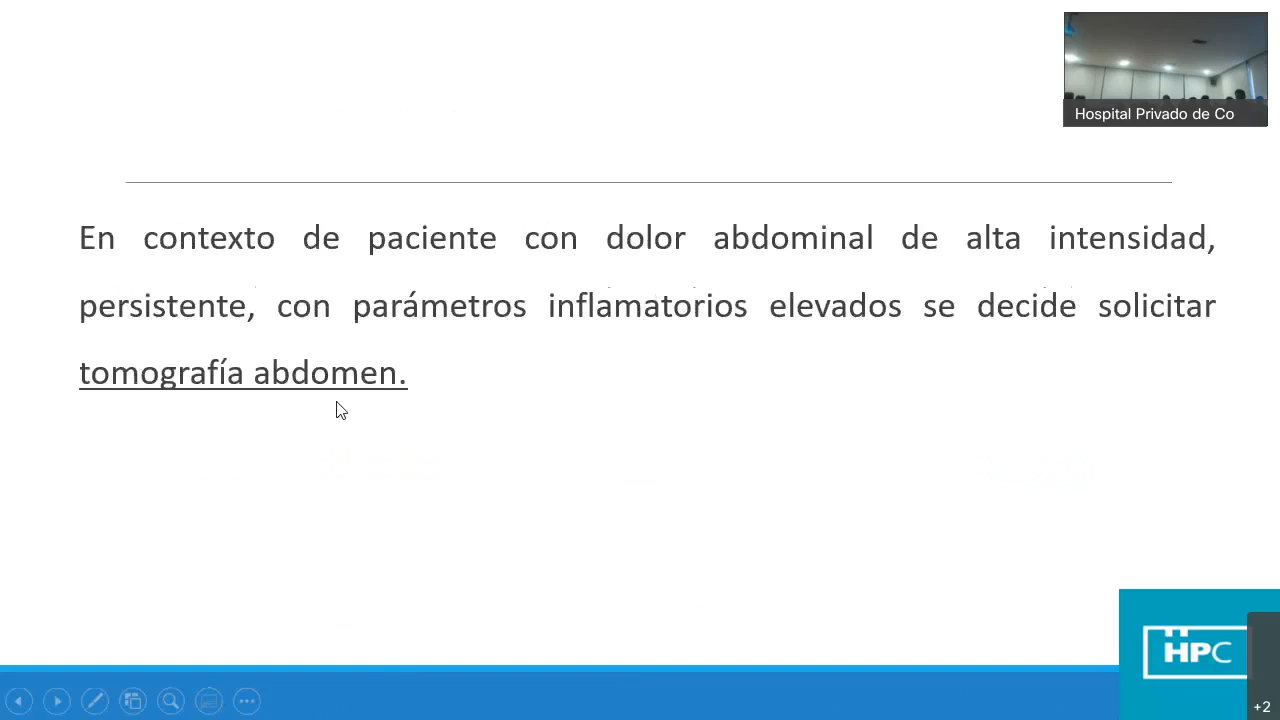 Hospital Privado de Co
En contexto de paciente con dolor abdominal de alta intensidad,
persistente, con parámetros inflamatorios elevados se decide solicitar
tomografía abdomen.
HPC
+2